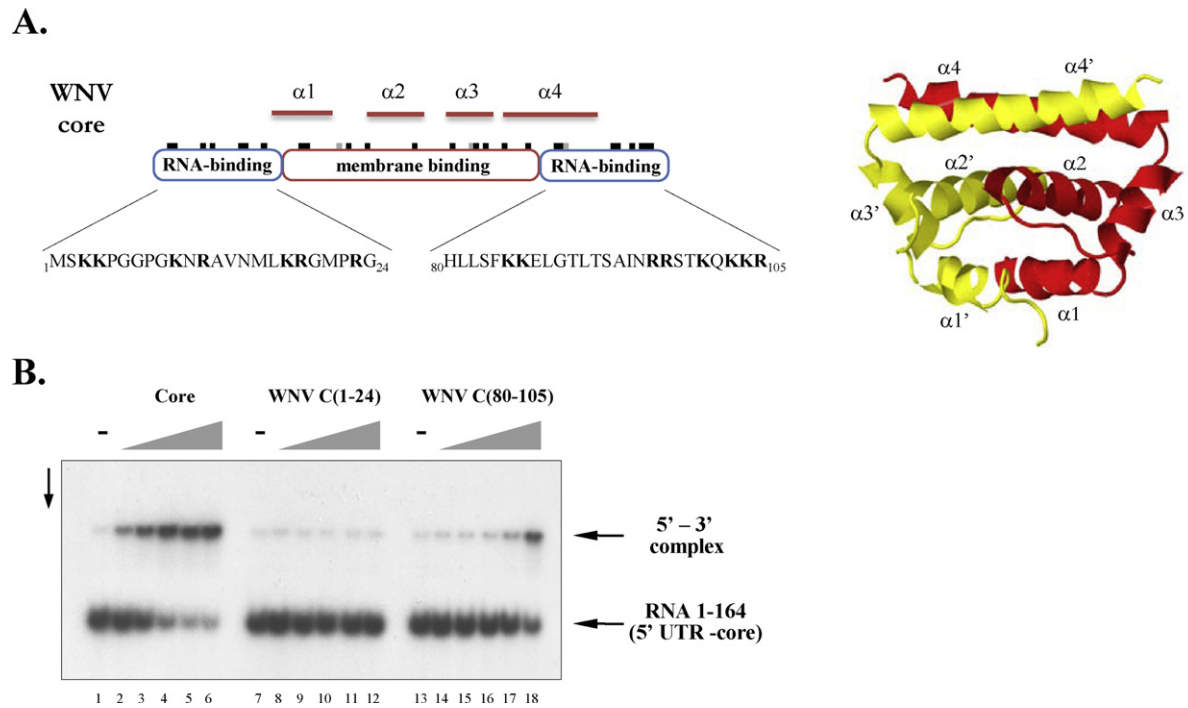 A.
WNV
core
α1 α2 α3 α4
RNA-binding membrane binding RNA-binding
1MSKKPGGPGKNRAVNMLKRGMPRG24
80HLLSFKKELGTLTSAINRRSTKQKKR105
α4 α4’
α2’ α2
α3’ α3
α1’ α1
B.
Core WNV C(1-24) WNV C(80-105)
- - -
5’ – 3’
complex
RNA 1-164
(5’ UTR -core)
1 2 3 4 5 6 7 8 9 10 11 12 13 14 15 16 17 18